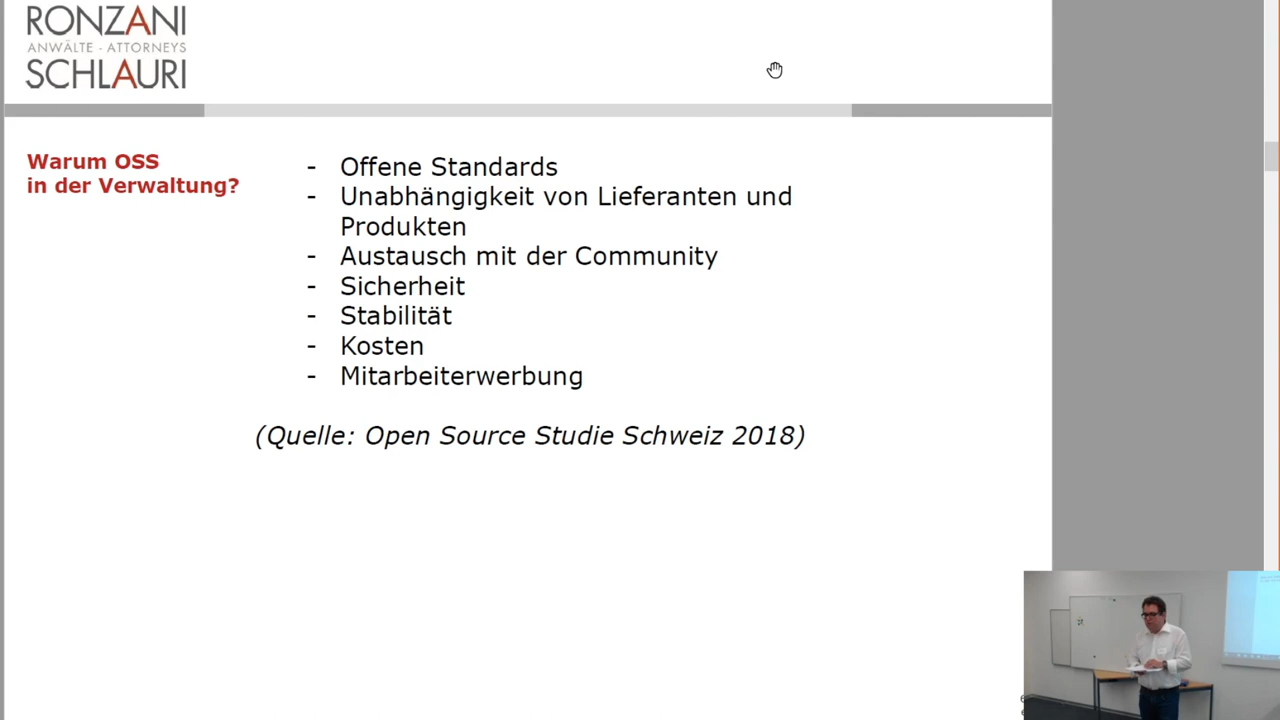 RONZANI
ANWÄLTE - ATTORNEYS
SCHLAURI
Warum OSS
in der Verwaltung?
- Offene Standards
- Unabhängigkeit von Lieferanten und
Produkten
- Austausch mit der Community
- Sicherheit
- Stabilität
- Kosten
- Mitarbeiterwerbung
(Quelle: Open Source Studie Schweiz 2018)